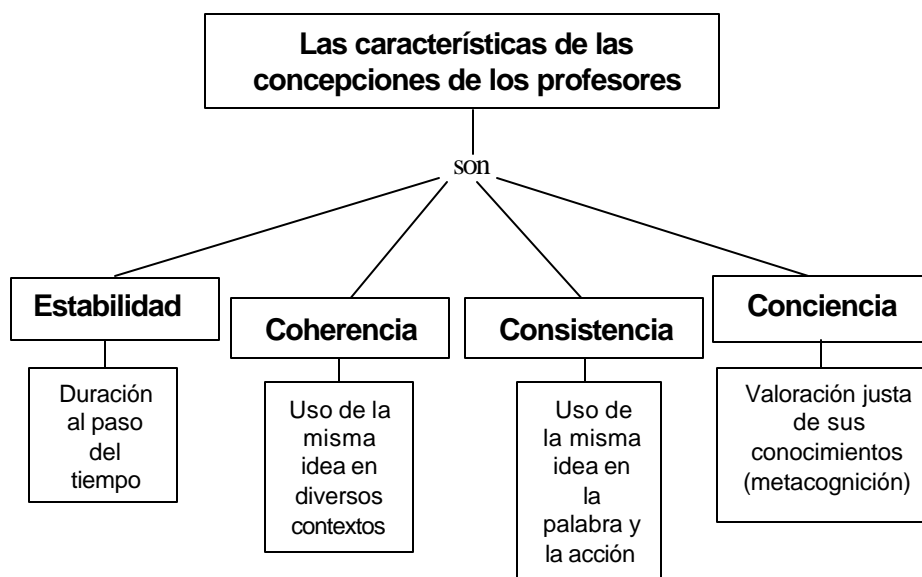 Las características de las
concepciones de los profesores
son
Estabilidad
Duración
al paso
del
tiempo
Coherencia
Uso de la
misma
idea en
diversos
contextos
Consistencia
Uso de
la misma
idea en
la
palabra y
la acción
Conciencia
Valoración justa
de sus
conocimientos
(metacognición)